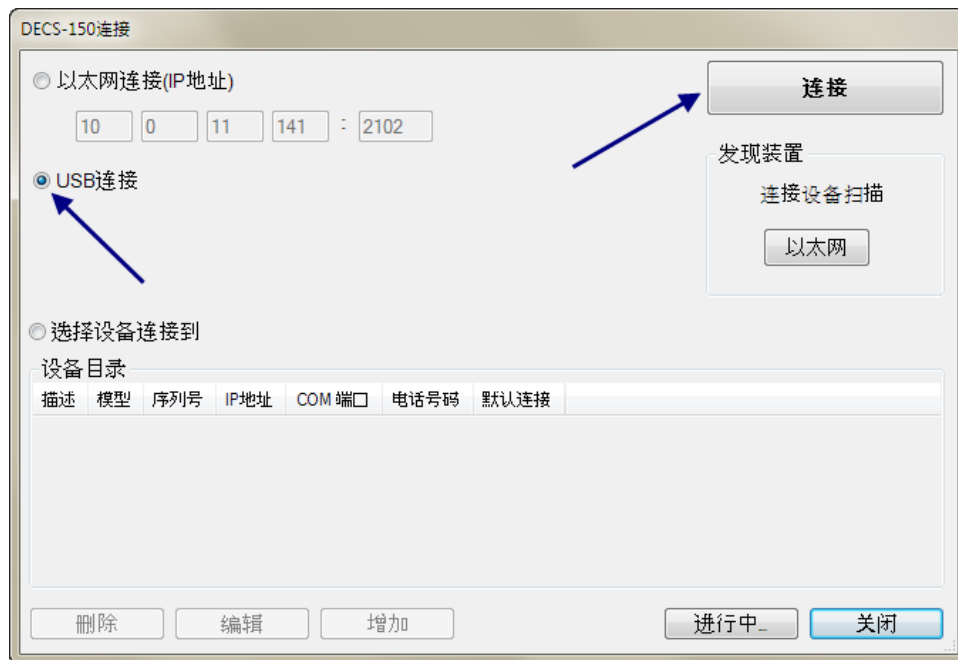 DECS-150连接
以太网连接(IP地址)
10 0 11 141 : 2102
连接
USB连接
发现装置
连接设备扫描
以太网
选择设备连接到
设备目录
描述 模型 序列号 IP地址 COM 端口 电话号码 默认连接
删除 编辑 增加 进行中... 关闭